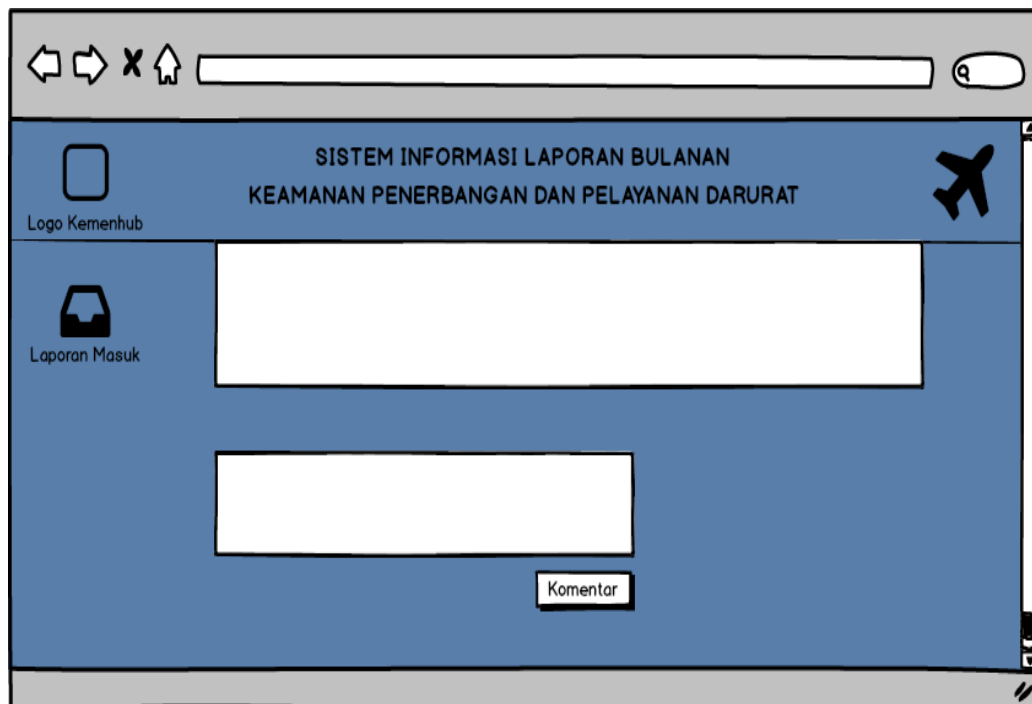 SISTEM INFORMASI LAPORAN BULANAN
KEAMANAN PENERBANGAN DAN PELAYANAN DARURAT
Logo Kemenhub
Laporan Masuk
Komentar